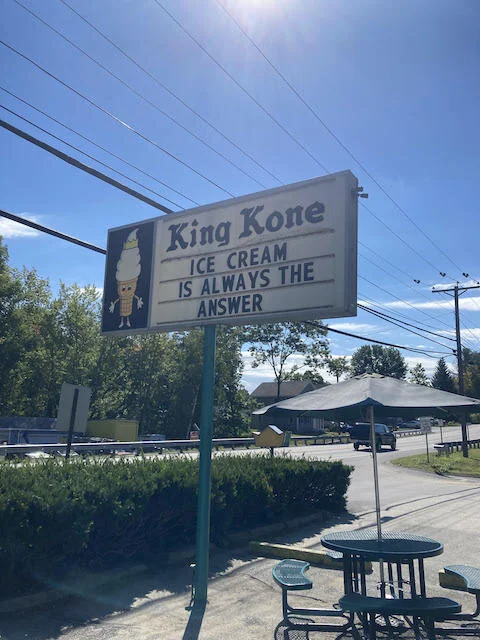 King Kone
ICE CREAM
IS ALWAYS THE
ANSWER